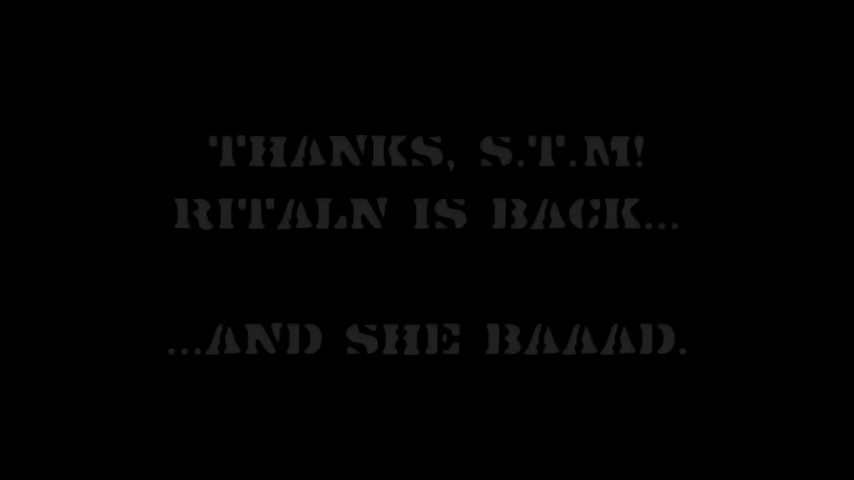 THANKS, S.T.M!
RITALN IS BACK...
...AND SHE BAAAD.